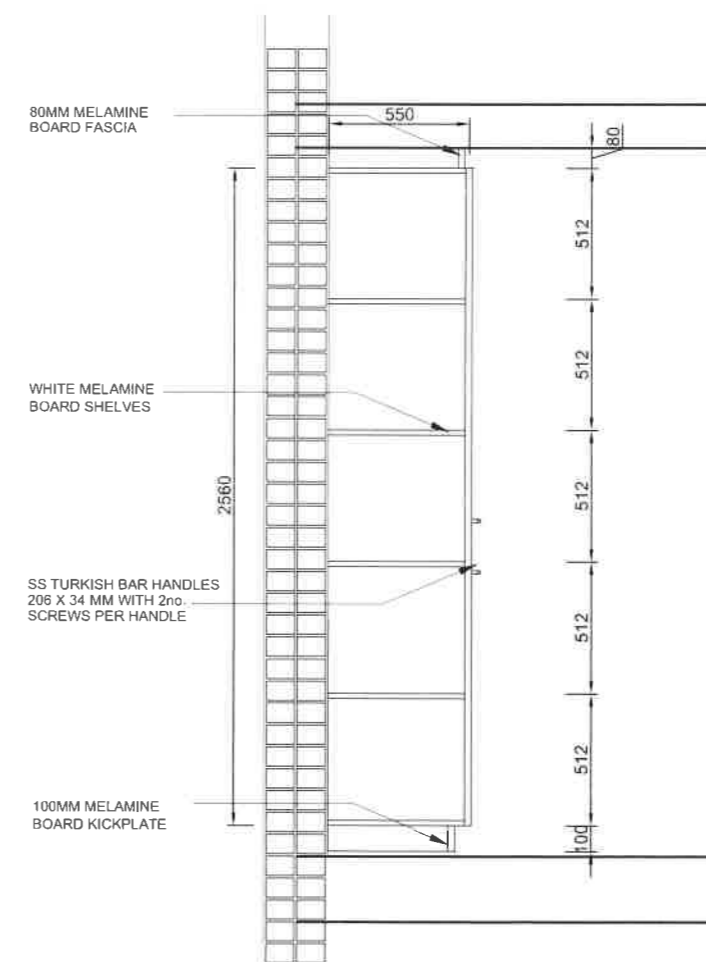 80MM MELAMINE
BOARD FASCIA
550
80
512
512
WHITE MELAMINE
BOARD SHELVES
512
2560
SS TURKISH BAR HANDLES
206 X 34 MM WITH 2no.
SCREWS PER HANDLE
512
512
100MM MELAMINE
BOARD KICKPLATE
100